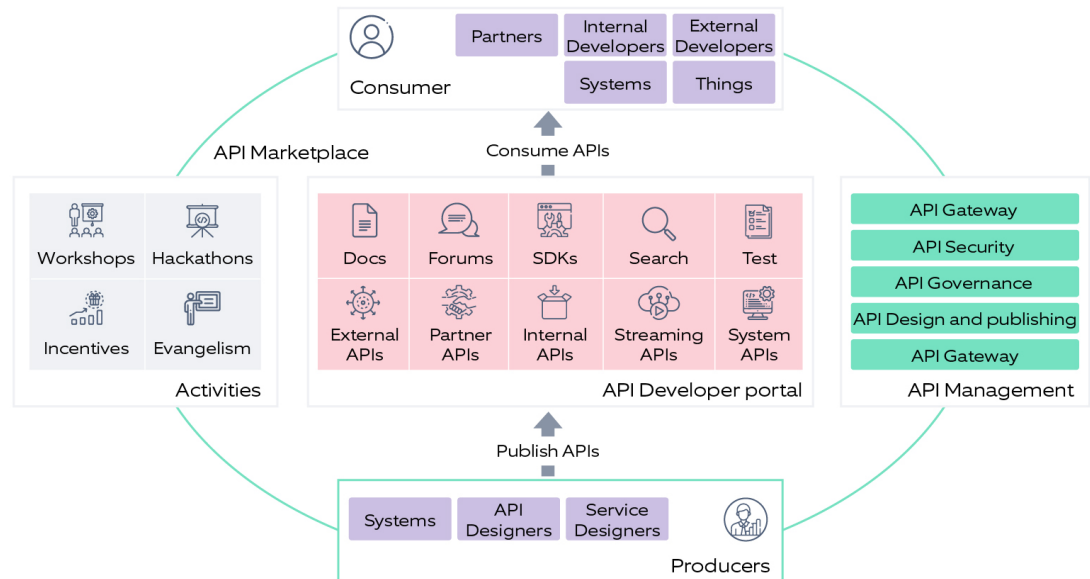 Partners
Internal
Developers
External
Developers
Systems
Things
Consumer
API Marketplace
Consume APIs
Workshops
Hackathons
Incentives
Evangelism
Activities
Docs
Forums
SDKs
Search
Test
External
APIs
Partner
APIs
Internal
APIs
Streaming
APIs
System
APIs
API Developer portal
API Gateway
API Security
API Governance
API Design and publishing
API Gateway
API Management
Publish APIs
Systems
API
Designers
Service
Designers
Producers